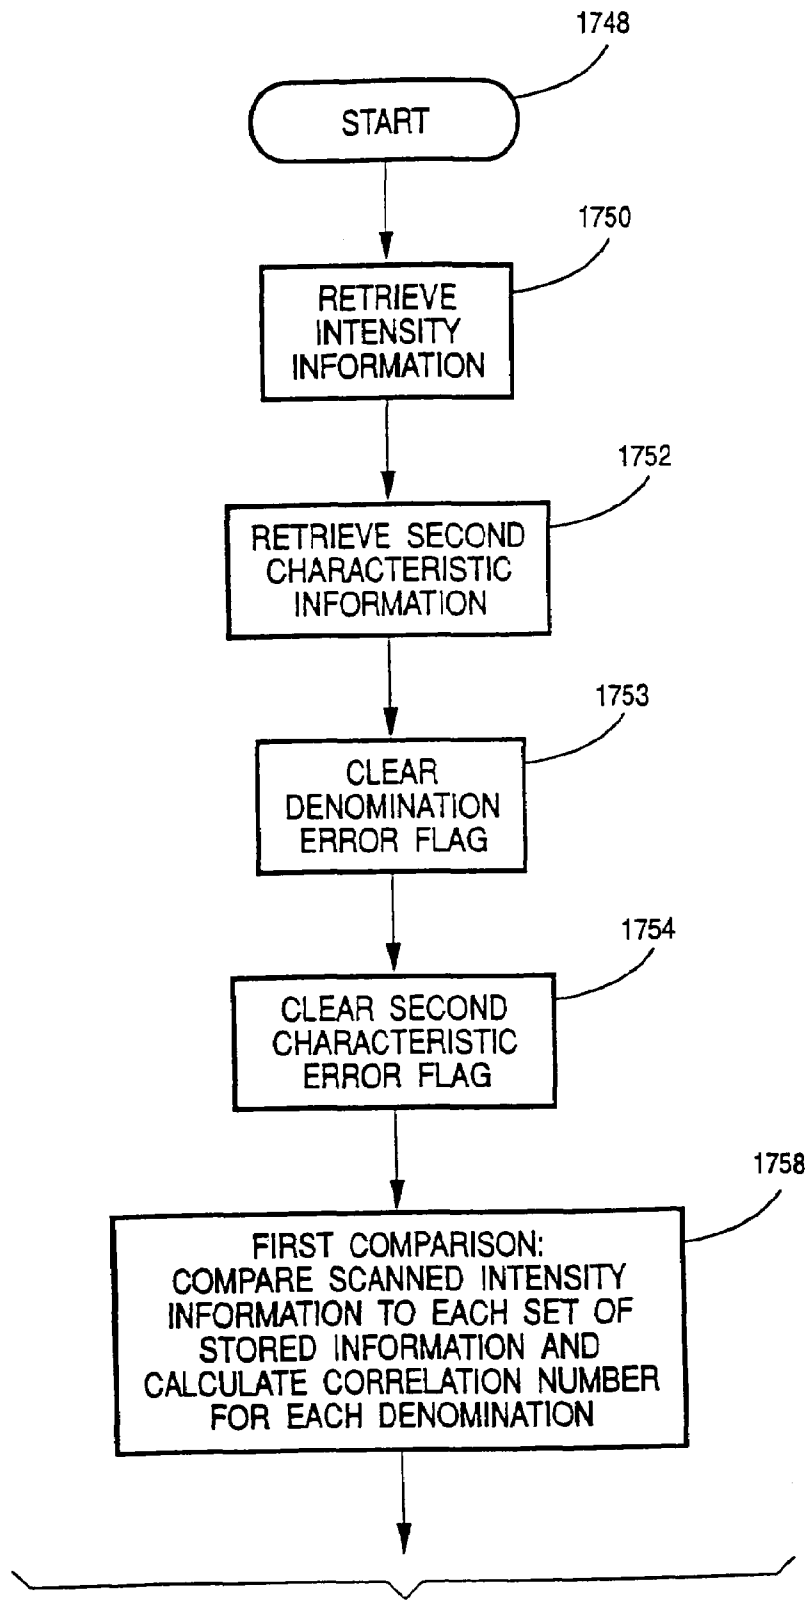 1748
START
1750
RETRIEVE
INTENSITY
INFORMATION
1752
RETRIEVE SECOND
CHARACTERISTIC
INFORMATION
1753
CLEAR
DENOMINATION
ERROR FLAG
1754
CLEAR SECOND
CHARACTERISTIC
ERROR FLAG
1758
FIRST COMPARISON:
COMPARE SCANNED INTENSITY
INFORMATION TO EACH SET OF
STORED INFORMATION AND
CALCULATE CORRELATION NUMBER
FOR EACH DENOMINATION